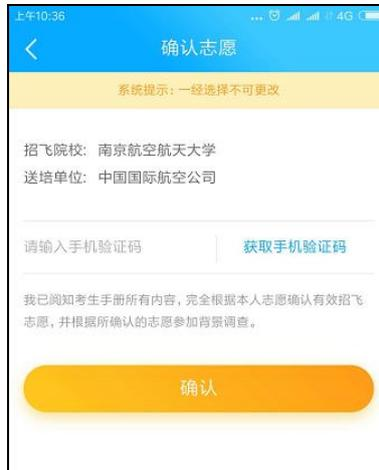 上午10:36 ... 4G
确认志愿
系统提示：一经选择不可更改
招飞院校: 南京航空航天大学
送培单位: 中国国际航空公司
请输入手机验证码 获取手机验证码
我已阅知考生手册所有内容，完全根据本人志愿确认有效招飞
志愿，并根据所确认的志愿参加背景调查。
确认